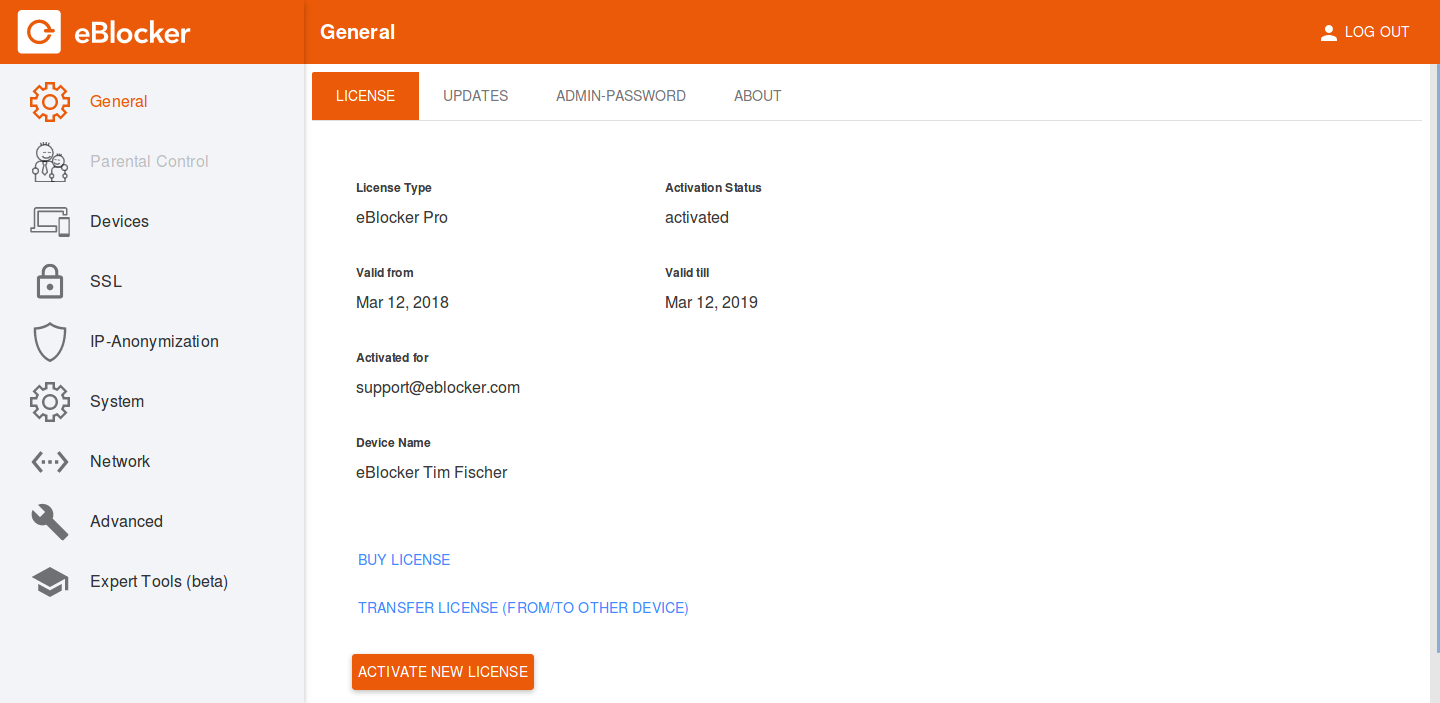 eBlocker
General
LOG OUT
General
Parental Control
Devices
SSL
IP-Anonymization
System
Network
Advanced
Expert Tools (beta)
LICENSE UPDATES ADMIN-PASSWORD ABOUT
License Type Activation Status
eBlocker Pro activated
Valid from Valid till
Mar 12, 2018 Mar 12, 2019
Activated for
support@eblocker.com
Device Name
eBlocker Tim Fischer
BUY LICENSE
TRANSFER LICENSE (FROM/TO OTHER DEVICE)
ACTIVATE NEW LICENSE